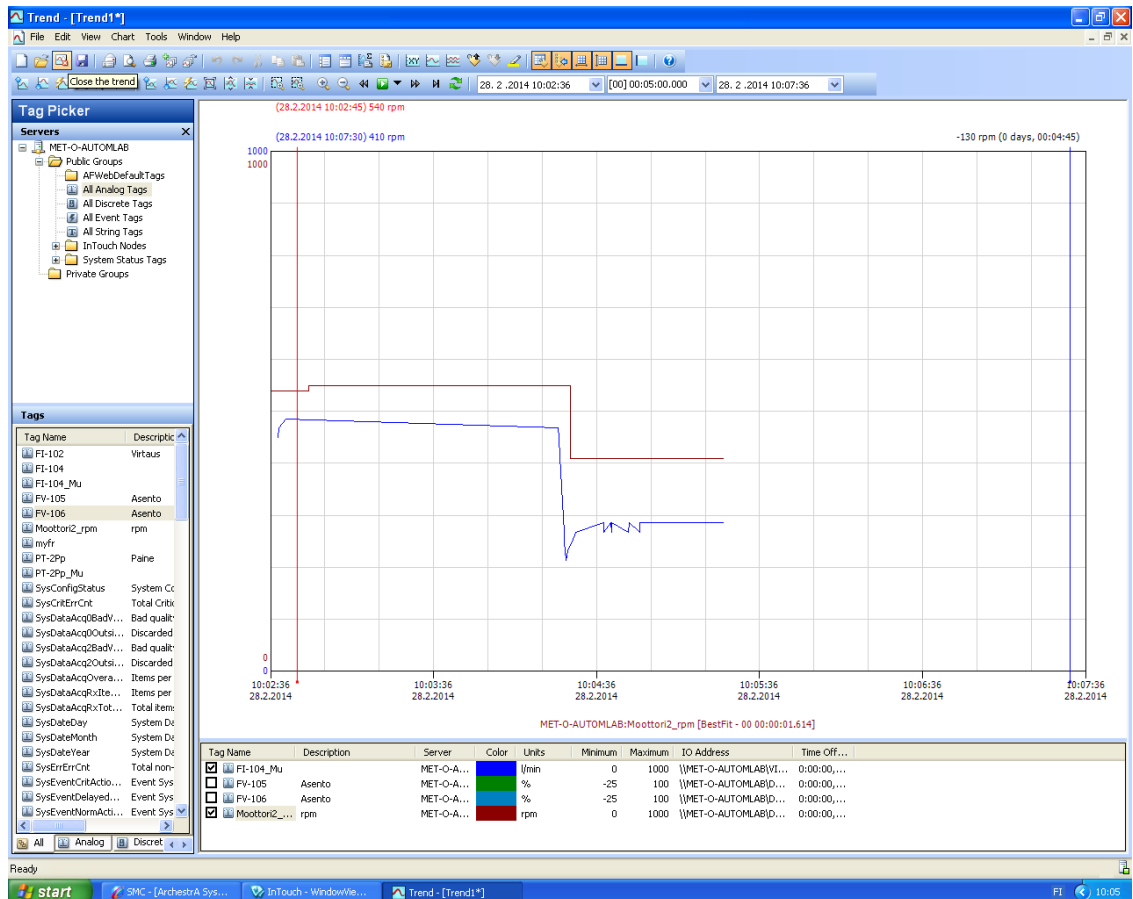 Trend - [Trend1*]
File Edit View Chart Tools Window Help
Close the trend
28. 2 .2014 10:02:36 [00] 00:05:00.000 28. 2 .2014 10:07:36
Tag Picker
Servers
MET-O-AUTOMLAB
Public Groups
AFWebDefaultTags
All Analog Tags
All Discrete Tags
All Event Tags
All String Tags
InTouch Nodes
System Status Tags
Private Groups
Tags
Tag Name Descriptic
FI-102 Virtaus
FI-104
FI-104_Mu
FV-105 Asento
FV-106 Asento
Moottori2_rpm rpm
myfr
PT-2Pp Paine
PT-2Pp_Mu
SysConfigStatus System Co
SysCritErrCnt Total Critic
SysDataAcq0BadV... Bad quality
SysDataAcq0Outsi... Discarded
SysDataAcq2BadV... Bad quality
SysDataAcq2Outsi... Discarded
SysDataAcqOvera... Items per
SysDataAcqRxIte... Items per
SysDataAcqRxTot... Total items
SysDateDay System Da
SysDateMonth System Da
SysDateYear System Da
SysErrErrCnt Total non-
SysEventCritActio... Event Sys
SysEventDelayed... Event Sys
SysEventNormActi... Event Sys
All Analog Discret
(28.2.2014 10:02:45) 540 rpm
(28.2.2014 10:07:30) 410 rpm -130 rpm (0 days, 00:04:45)
1000
1000
0
0
10:02:36 10:03:36 10:04:36 10:05:36 10:06:36 10:07:36
28.2.2014 28.2.2014 28.2.2014 28.2.2014 28.2.2014 28.2.2014
MET-O-AUTOMLAB:Moottori2_rpm [BestFit - 00 00:00:01.614]
Tag Name Description Server Color Units Minimum Maximum IO Address Time Off...
FI-104_Mu MET-O-A... l/min 0 1000 \\MET-O-AUTOMLAB\VI... 0:00:00,...
FV-105 Asento MET-O-A... % -25 100 \\MET-O-AUTOMLAB\D... 0:00:00,...
FV-106 Asento MET-O-A... % -25 100 \\MET-O-AUTOMLAB\D... 0:00:00,...
Moottori2_... rpm MET-O-A... rpm 0 1000 \\MET-O-AUTOMLAB\D... 0:00:00,...
Ready
start SMC - [ArchestrA Sys... InTouch - WindowVie... Trend - [Trend1*] FI 10:05